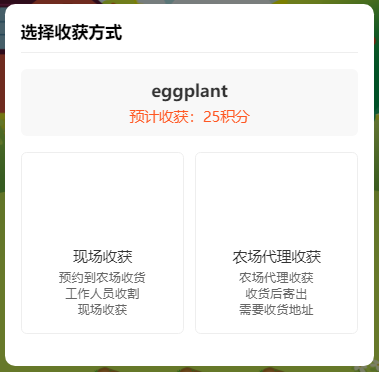 选择收获方式
eggplant
预计收获：25积分
现场收获
预约到农场收货
工作人员收割
现场收获
农场代理收获
农场代理收获
收货后寄出
需要收货地址